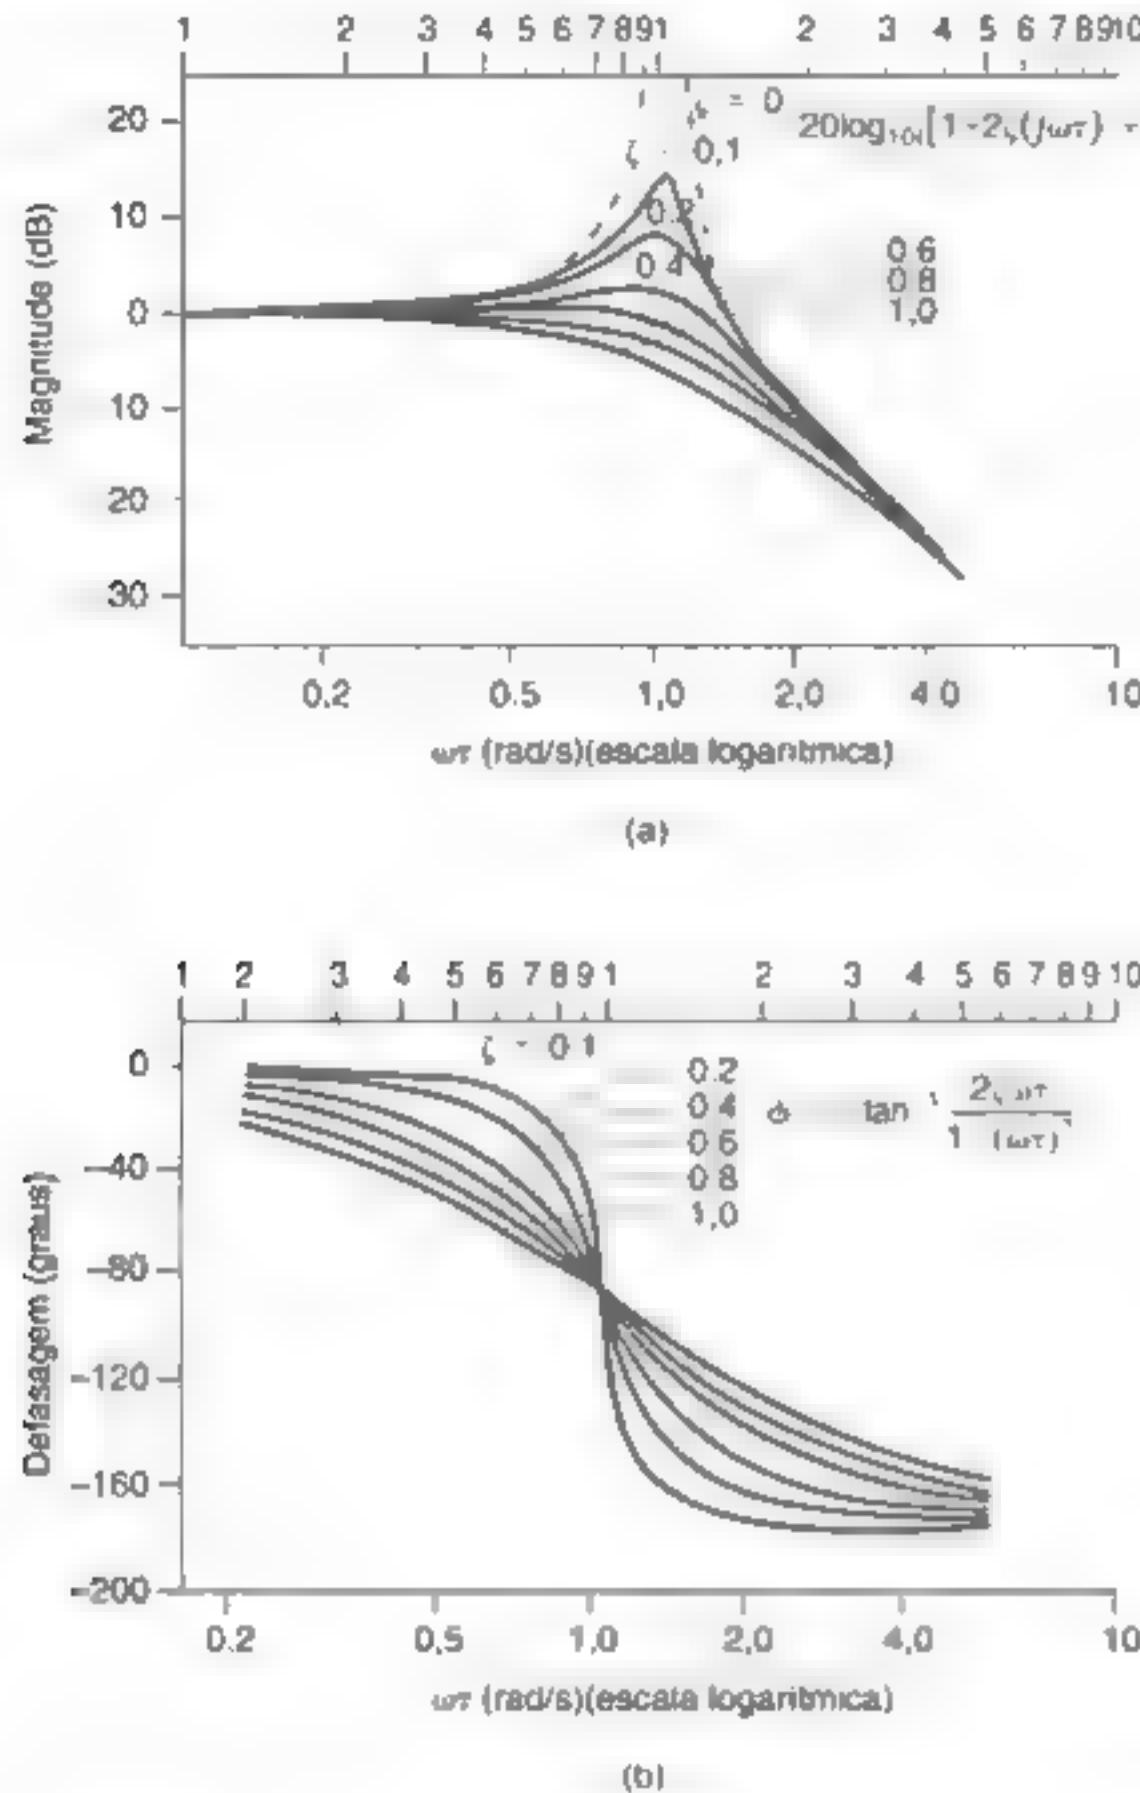 1 2 3 4 5 6 7 8 9 1 2 3 4 5 6 7 8 9 10
20
10
0
10
20
30
Magnitude (dB)
= 0
ζ 0,1
0.2
0 4
20log₁₀|[1
0 6
0 8
1,0
0.2 0.5 1,0 2,0 4 0 10
ωτ (rad/s)(escala logarítmica)
(a)
1 2 3 4 5 6 7 8 9 1 2 3 4 5 6 7 8 9 10
0
–40
–80
–120
–160
–200
Defasagem (graus)
ζ - 0 1
0.2
0 4
0 6
0 8
1,0
ϕ tan
0.2 0,5 1,0 2,0 4,0 10
ωτ (rad/s)(escala logarítmica)
(b)